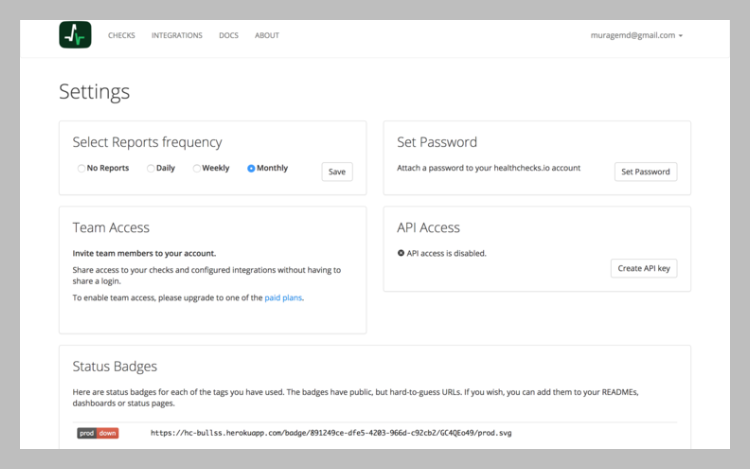 CHECKS INTEGRATIONS DOCS ABOUT muragemd@gmail.com
Settings
Select Reports frequency
No Reports Daily Weekly Monthly Save
Set Password
Attach a password to your healthchecks.io account Set Password
Team Access
Invite team members to your account.
Share access to your checks and configured integrations without having to
share a login.
To enable team access, please upgrade to one of the paid plans.
API Access
API access is disabled.
Create API key
Status Badges
Here are status badges for each of the tags you have used. The badges have public, but hard-to-guess URLs. If you wish, you can add them to your READMEs,
dashboards or status pages.
prod down https://hc-bullss.herokuapp.com/badge/891249ce-dfe5-4203-966d-c92cb2/GC4QEo49/prod.svg